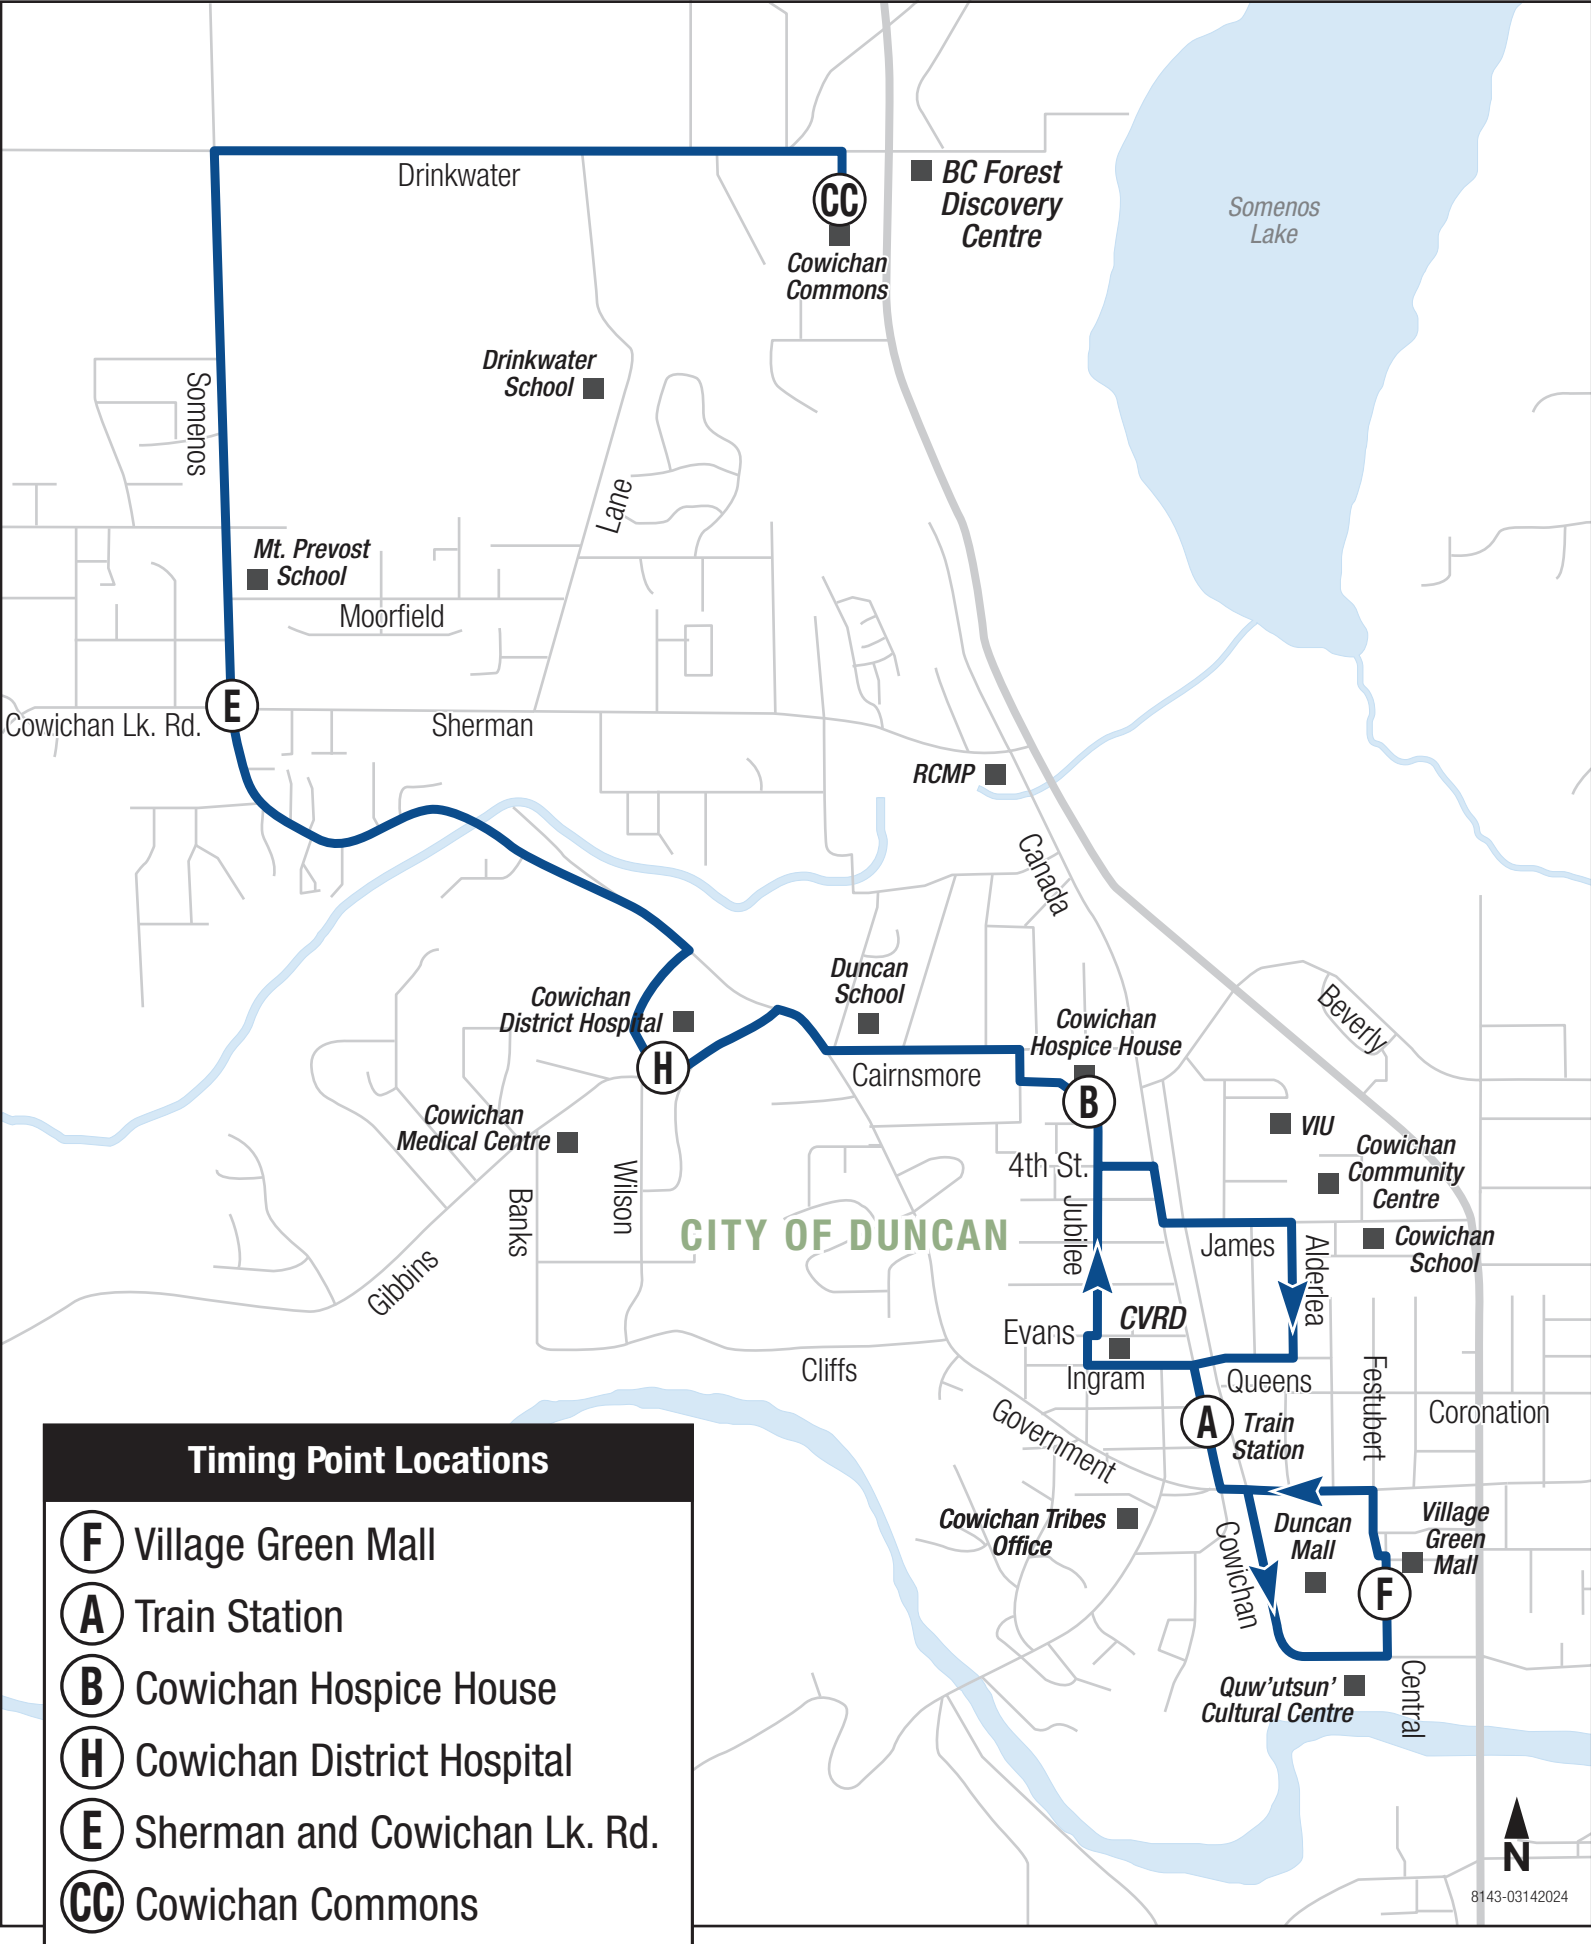 Drinkwater
CC
Cowichan
Commons
BC Forest
Discovery
Centre
Somenos
Lake
Drinkwater
School
Somenos
Lane
Mt. Prevost
School
Moorfield
E
Cowichan Lk. Rd.
Sherman
RCMP
Canada
Duncan
School
Cowichan
District Hospital
H
Cowichan
Hospice House
B
Beverly
Cairnsmore
Cowichan
Medical Centre
VIU
Cowichan
Community
Centre
4th St.
Banks
Wilson
Jubilee
CITY OF DUNCAN
James
Alderlea
Cowichan
School
Gibbins
Evans
CVRD
Cliffs
Ingram
Queens
Festubert
Coronation
Government
A
Train
Station
Cowichan Tribes
Office
Cowichan
Duncan
Mall
Village
Green
Mall
F
Quw’utsun’
Cultural Centre
Central
Timing Point Locations
F Village Green Mall
A Train Station
B Cowichan Hospice House
H Cowichan District Hospital
E Sherman and Cowichan Lk. Rd.
CC Cowichan Commons
N
8143-03142024